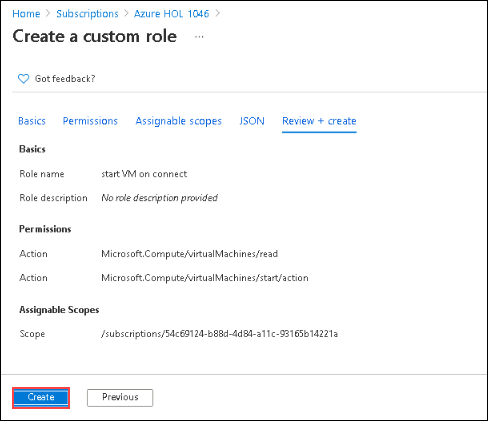 Home > Subscriptions > Azure HOL 1046 >
Create a custom role ...
Got feedback?
Basics Permissions Assignable scopes JSON Review + create
Basics
Role name start VM on connect
Role description No role description provided
Permissions
Action Microsoft.Compute/virtualMachines/read
Action Microsoft.Compute/virtualMachines/start/action
Assignable Scopes
Scope /subscriptions/54c69124-b88d-4d84-a11c-93165b14221a
Create Previous